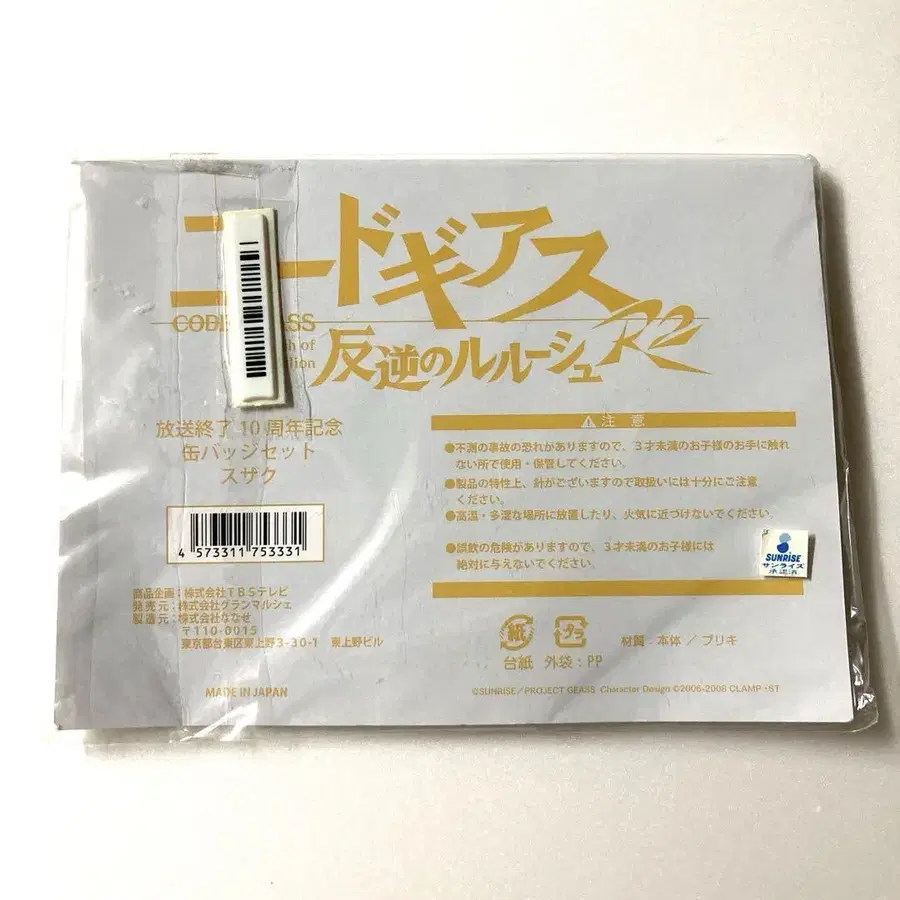 コードギアス
CODE GEASS
反逆のルルーシュ R2
放送終了10周年記念
缶バッジセット
スザク
4 573311 753331
商品企画：株式会社TBSテレビ
発売元：株式会社グランマルシェ
製造元：株式会社ななせ
〒110-0015
東京都台東区東上野3-30-1 東上野ビル
MADE IN JAPAN
注 意
●不測の事故の恐れがありますので、3才未満のお子様のお手に触れ
ない所で使用・保管してください。
●製品の特性上、針がございますので取扱いには十分にご注意
ください。
●高温・多湿な場所に放置したり、火気に近づけないでください。
●誤飲の危険がありますので、3才未満のお子様には
絶対に与えないでください。
SUNRISE
サンライズ
承認済
紙
プラ
台紙 外袋：PP
材質：本体／ブリキ
©SUNRISE／PROJECT GEASS Character Design ©2006-2008 CLAMP・ST